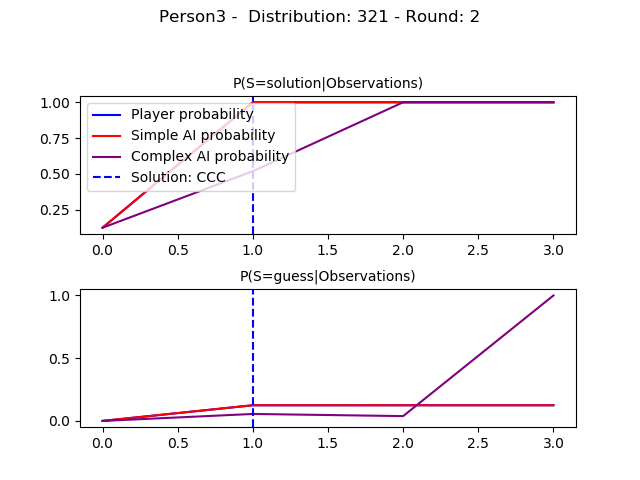 Person3 -  Distribution: 321 - Round: 2
P(S=solution|Observations)
1.00
0.75
0.50
0.25
Player probability
Simple AI probability
Complex AI probability
Solution: CCC
0.0 0.5 1.0 1.5 2.0 2.5 3.0
P(S=guess|Observations)
1.0
0.5
0.0
0.0 0.5 1.0 1.5 2.0 2.5 3.0